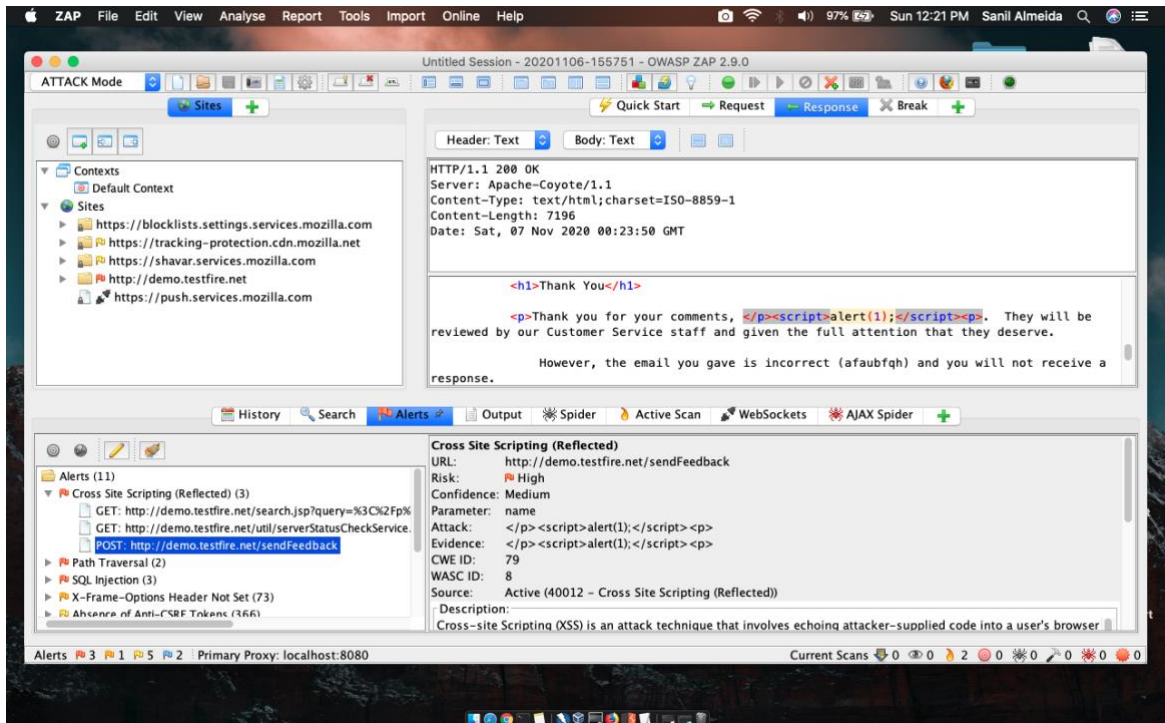 ZAP File Edit View Analyse Report Tools Import Online Help 97% Sun 12:21 PM Sanil Almeida
Untitled Session - 20201106-155751 - OWASP ZAP 2.9.0
ATTACK Mode
Sites
Quick Start Request Response Break
Header: Text Body: Text
Contexts
Default Context
Sites
https://blocklists.settings.services.mozilla.com
https://tracking-protection.cdn.mozilla.net
https://shavar.services.mozilla.com
http://demo.testfire.net
https://push.services.mozilla.com
HTTP/1.1 200 OK
Server: Apache-Coyote/1.1
Content-Type: text/html;charset=ISO-8859-1
Content-Length: 7196
Date: Sat, 07 Nov 2020 00:23:50 GMT
<h1>Thank You</h1>
<p>Thank you for your comments, </p><script>alert(1);</script><p>. They will be
reviewed by our Customer Service staff and given the full attention that they deserve.
However, the email you gave is incorrect (afaubfqh) and you will not receive a
response.
History Search Alerts Output Spider Active Scan WebSockets AJAX Spider
Alerts (11)
Cross Site Scripting (Reflected) (3)
GET: http://demo.testfire.net/search.jsp?query=%3C%2Fp%
GET: http://demo.testfire.net/util/serverStatusCheckService.
POST: http://demo.testfire.net/sendFeedback
Path Traversal (2)
SQL Injection (3)
X-Frame-Options Header Not Set (73)
Absence of Anti-CSRF Tokens (366)
Cross Site Scripting (Reflected)
URL: http://demo.testfire.net/sendFeedback
Risk: High
Confidence: Medium
Parameter: name
Attack: </p><script>alert(1);</script><p>
Evidence: </p><script>alert(1);</script><p>
CWE ID: 79
WASC ID: 8
Source: Active (40012 - Cross Site Scripting (Reflected))
Description:
Cross-site Scripting (XSS) is an attack technique that involves echoing attacker-supplied code into a user's browser
Alerts 3 1 5 2 Primary Proxy: localhost:8080
Current Scans 0 0 2 0 0 0 0 0